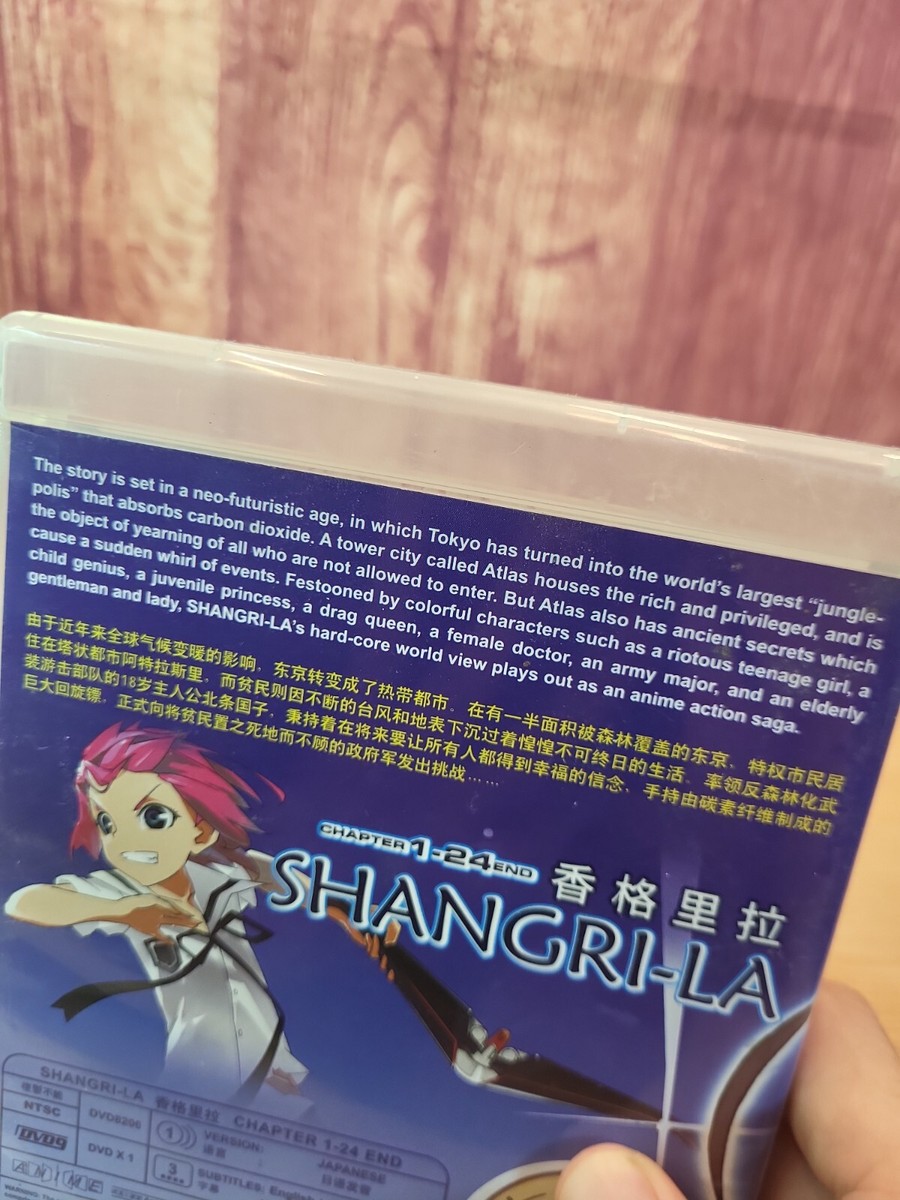 The story is set in a neo-futuristic age, in which Tokyo has turned into the world's largest “jungle-
polis” that absorbs carbon dioxide. A tower city called Atlas houses the rich and privileged, and is
the object of yearning of all who are not allowed to enter. But Atlas also has ancient secrets which
cause a sudden whirl of events. Festooned by colorful characters such as a riotous teenage girl, a
child genius, a juvenile princess, a drag queen, a female doctor, an army major, and an elderly
gentleman and lady, SHANGRI-LA's hard-core world view plays out as an anime action saga.
由于近年来全球气候变暖的影响，东京转变成了热带都市。在有一半面积被森林覆盖的东京，特权市民居
住在塔状都市阿特拉斯里，而贫民则因不断的台风和地表下沉过着惶惶不可终日的生活，率领反森林化武
装游击部队的18岁主人公北条国子，秉持着在将来要让所有人都得到幸福的信念，手持由碳素纤维制成的
巨大回旋镖，正式向将贫民置之死地而不顾的政府军发出挑战……
CHAPTER 1-24 END
香格里拉
SHANGRI-LA
SHANGRI-LA 香格里拉 CHAPTER 1-24 END
NTSC
DVD8206
VERSION:
语言
JAPANESE
日语发音
DVD9
DVD X 1
1
3
SUBTITLES: English
字幕
ANIME